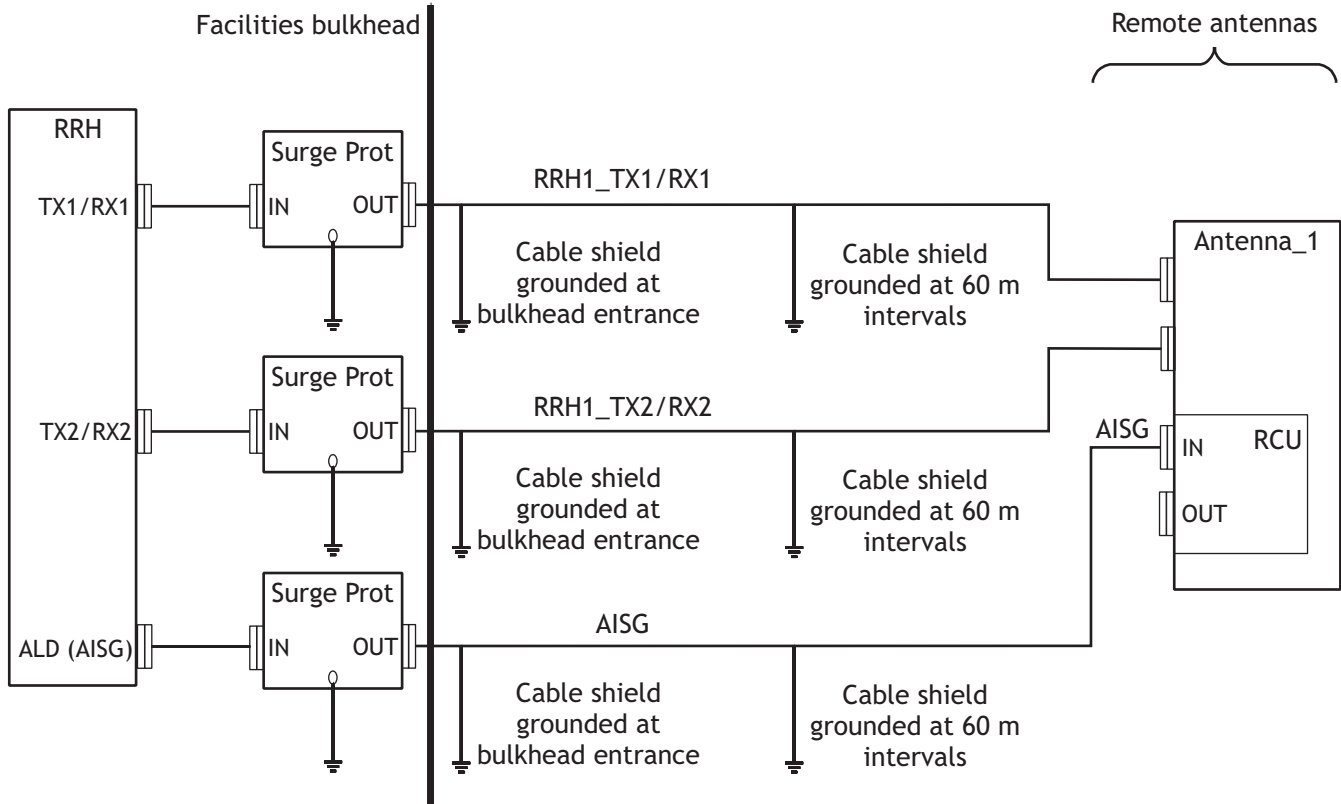 Facilities bulkhead
Remote antennas
RRH
TX1/RX1
Surge Prot
IN
OUT
RRH1_TX1/RX1
Cable shield
grounded at
bulkhead entrance
Cable shield
grounded at 60 m
intervals
Antenna_1
TX2/RX2
Surge Prot
IN
OUT
RRH1_TX2/RX2
Cable shield
grounded at
bulkhead entrance
Cable shield
grounded at 60 m
intervals
AISG
IN
RCU
OUT
ALD (AISG)
Surge Prot
IN
OUT
AISG
Cable shield
grounded at
bulkhead entrance
Cable shield
grounded at 60 m
intervals